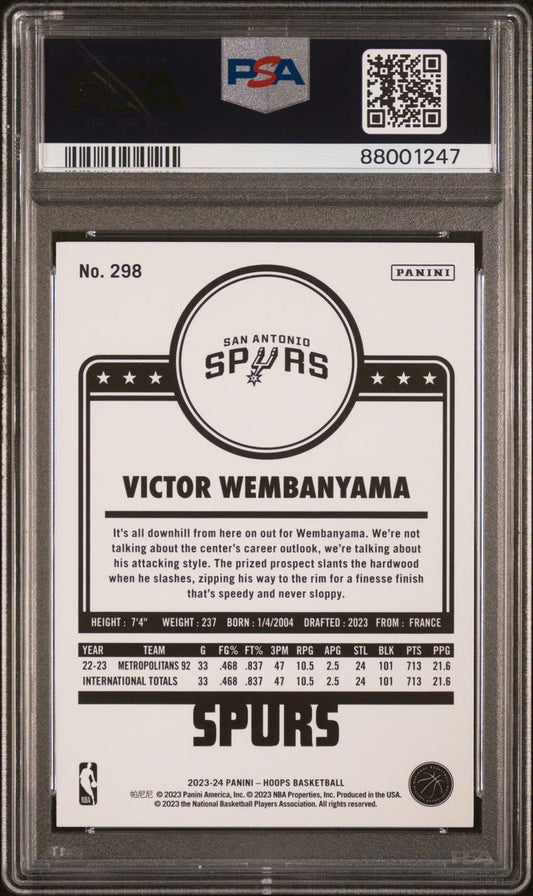 PSA
88001247
No. 298
PANINI
SAN ANTONIO
SPURS
VICTOR WEMBANYAMA
It's all downhill from here on out for Wembanyama. We're not
talking about the center's career outlook, we're talking about
his attacking style. The prized prospect slants the hardwood
when he slashes, zipping his way to the rim for a finesse finish
that's speedy and never sloppy.
HEIGHT: 7'4" WEIGHT: 237 BORN: 1/4/2004 DRAFTED: 2023 FROM: FRANCE
YEAR TEAM G FG% FT% 3PM RPG APG STL BLK PTS PPG
22-23 METROPOLITANS 92 33 .468 .837 47 10.5 2.5 24 101 713 21.6
INTERNATIONAL TOTALS 33 .468 .837 47 10.5 2.5 24 101 713 21.6
SPURS
2023-24 PANINI – HOOPS BASKETBALL
帕尼尼 © 2023 Panini America, Inc. © 2023 NBA Properties, Inc. Produced in the USA.
© 2023 the National Basketball Players Association. All rights reserved.
NBA
PSA